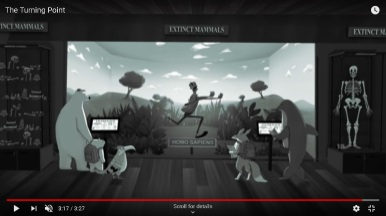 The Turning Point
EXTINCT MAMMALS
EXTINCT MAMMALS
EXTINCT MAMMALS
HOMO SAPIENS
3:17 / 3:27
Scroll for details